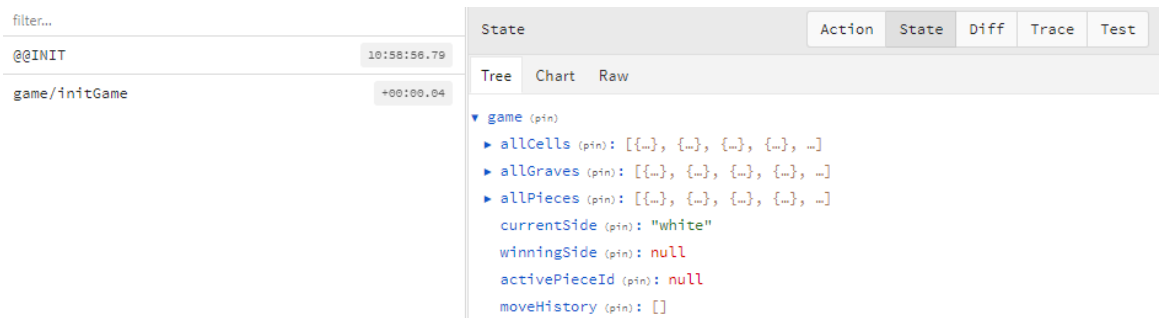 filter...
@@INIT 10:58:56.79
game/initGame +00:00.04
State Action State Diff Trace Test
Tree Chart Raw
▼ game (pin)
▶ allCells (pin): [{…}, {…}, {…}, {…}, …]
▶ allGraves (pin): [{…}, {…}, {…}, {…}, …]
▶ allPieces (pin): [{…}, {…}, {…}, {…}, …]
currentSide (pin): "white"
winningSide (pin): null
activePieceId (pin): null
moveHistory (pin): []